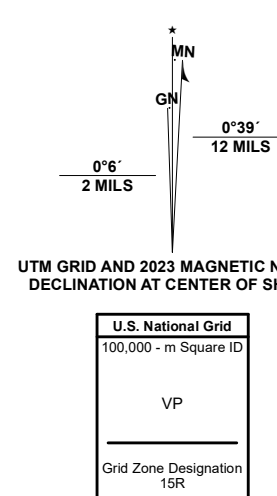 ★
MN
GN
0°39´
12 MILS
0°6´
2 MILS
UTM GRID AND 2023 MAGNETIC
DECLINATION AT CENTER OF
U.S. National Grid
100,000 - m Square ID
VP
Grid Zone Designation
15R